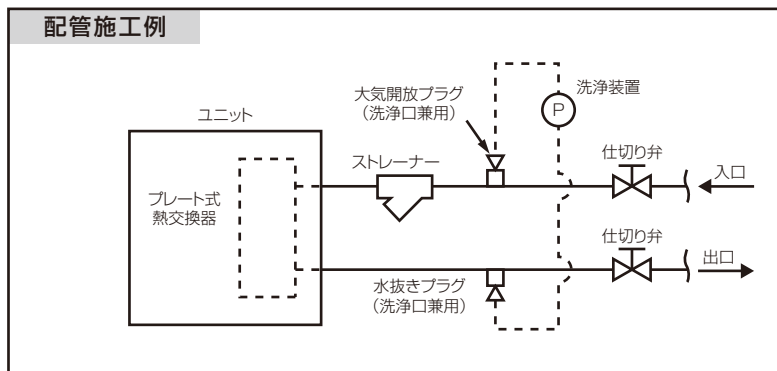 配管施工例
ユニット
プレート式
熱交換器
ストレーナー
大気開放プラグ
（洗浄口兼用）
P
洗浄装置
仕切り弁
入口
仕切り弁
出口
水抜きプラグ
（洗浄口兼用）